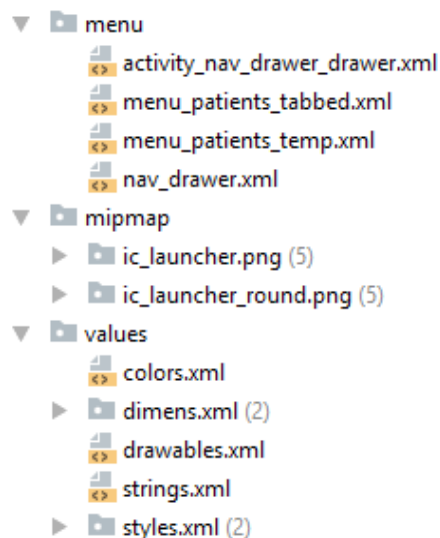 menu
activity_nav_drawer_drawer.xml
menu_patients_tabbed.xml
menu_patients_temp.xml
nav_drawer.xml
mipmap
ic_launcher.png (5)
ic_launcher_round.png (5)
values
colors.xml
dimens.xml (2)
drawables.xml
strings.xml
styles.xml (2)